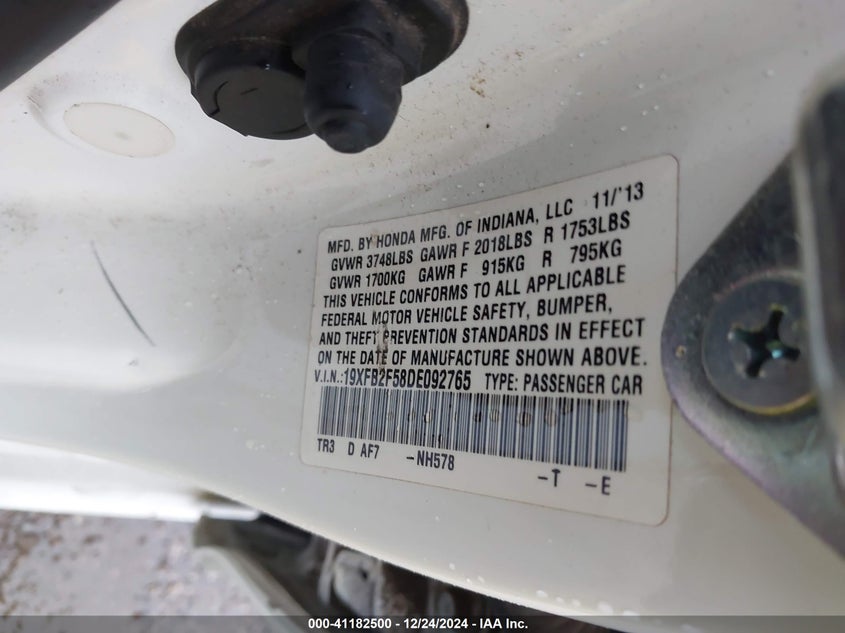 MFD. BY HONDA MFG. OF INDIANA, LLC 11/'13
GVWR 3748LBS GAWR F 2018LBS R 1753LBS
GVWR 1700KG GAWR F 915KG R 795KG
THIS VEHICLE CONFORMS TO ALL APPLICABLE
FEDERAL MOTOR VEHICLE SAFETY, BUMPER,
AND THEFT PREVENTION STANDARDS IN EFFECT
ON THE DATE OF MANUFACTURE SHOWN ABOVE.
V.I.N.:19XFB2F58DE092765 TYPE: PASSENGER CAR
TR3 D AF7 -NH578 -T -E
000-41182500 - 12/24/2024 - IAA Inc.